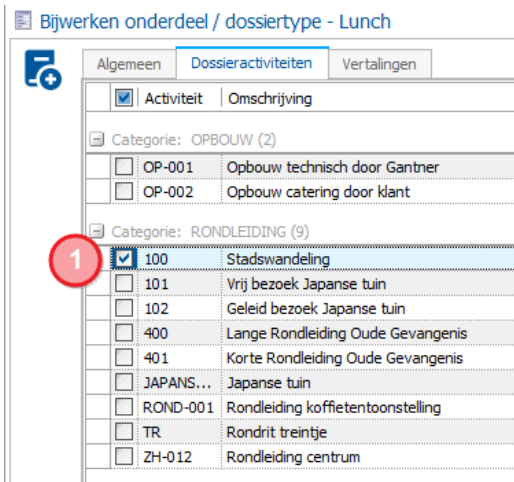 Bijwerken onderdeel / dossiertype - Lunch
Algemeen Dossieractiviteiten Vertalingen
Activiteit Omschrijving
Categorie: OPBOUW (2)
OP-001 Opbouw technisch door Gantner
OP-002 Opbouw catering door klant
Categorie: RONDLEIDING (9)
1 100 Stadswandeling
101 Vrij bezoek Japanse tuin
102 Geleid bezoek Japanse tuin
400 Lange Rondleiding Oude Gevangenis
401 Korte Rondleiding Oude Gevangenis
JAPANS... Japanse tuin
ROND-001 Rondleiding koffietentoonstelling
TR Rondrit treintje
ZH-012 Rondleiding centrum